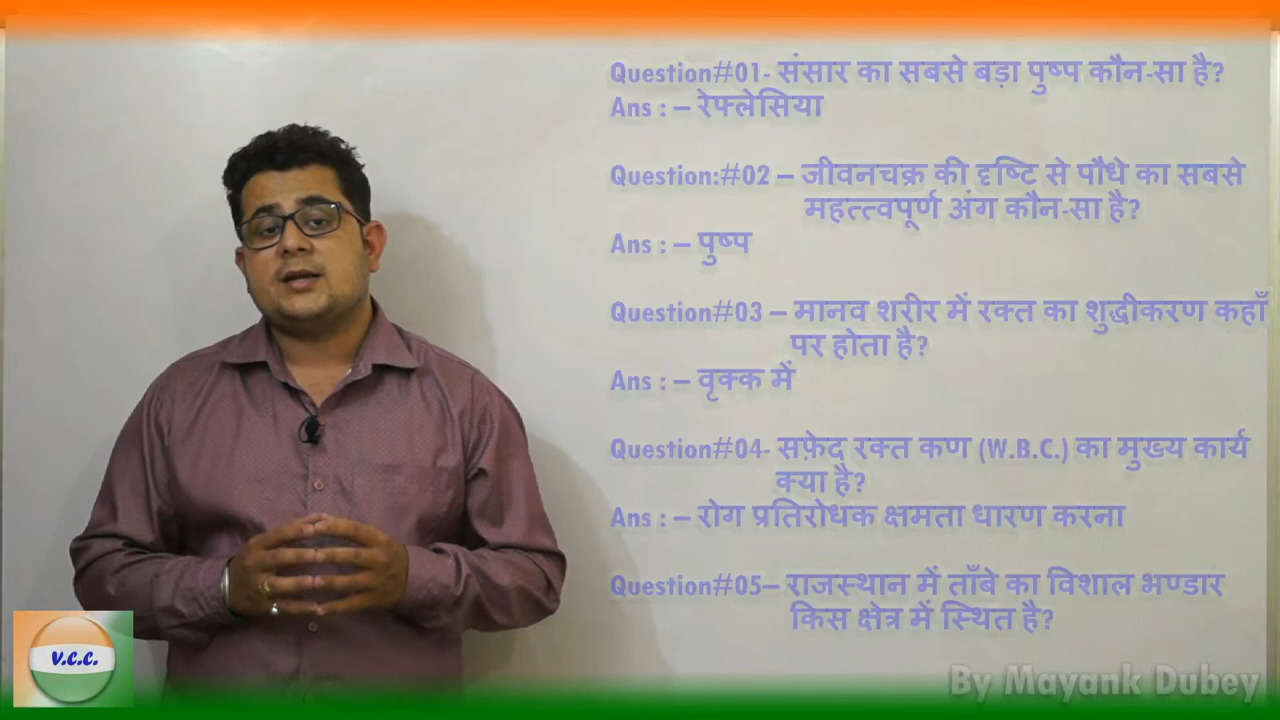 Question#01- संसार का सबसे बड़ा पुष्प कौन-सा है?
Ans : – रेफ्लेसिया
Question:#02 – जीवनचक्र की दृष्टि से पौधे का सबसे
महत्त्वपूर्ण अंग कौन-सा है?
Ans : – पुष्प
Question#03 – मानव शरीर में रक्त का शुद्धीकरण कहाँ
पर होता है?
Ans : – वृक्क में
Question#04- सफ़ेद रक्त कण (W.B.C.) का मुख्य कार्य
क्या है?
Ans : – रोग प्रतिरोधक क्षमता धारण करना
Question#05– राजस्थान में ताँबे का विशाल भण्डार
किस क्षेत्र में स्थित है?
V.C.C.
By Mayank Dubey